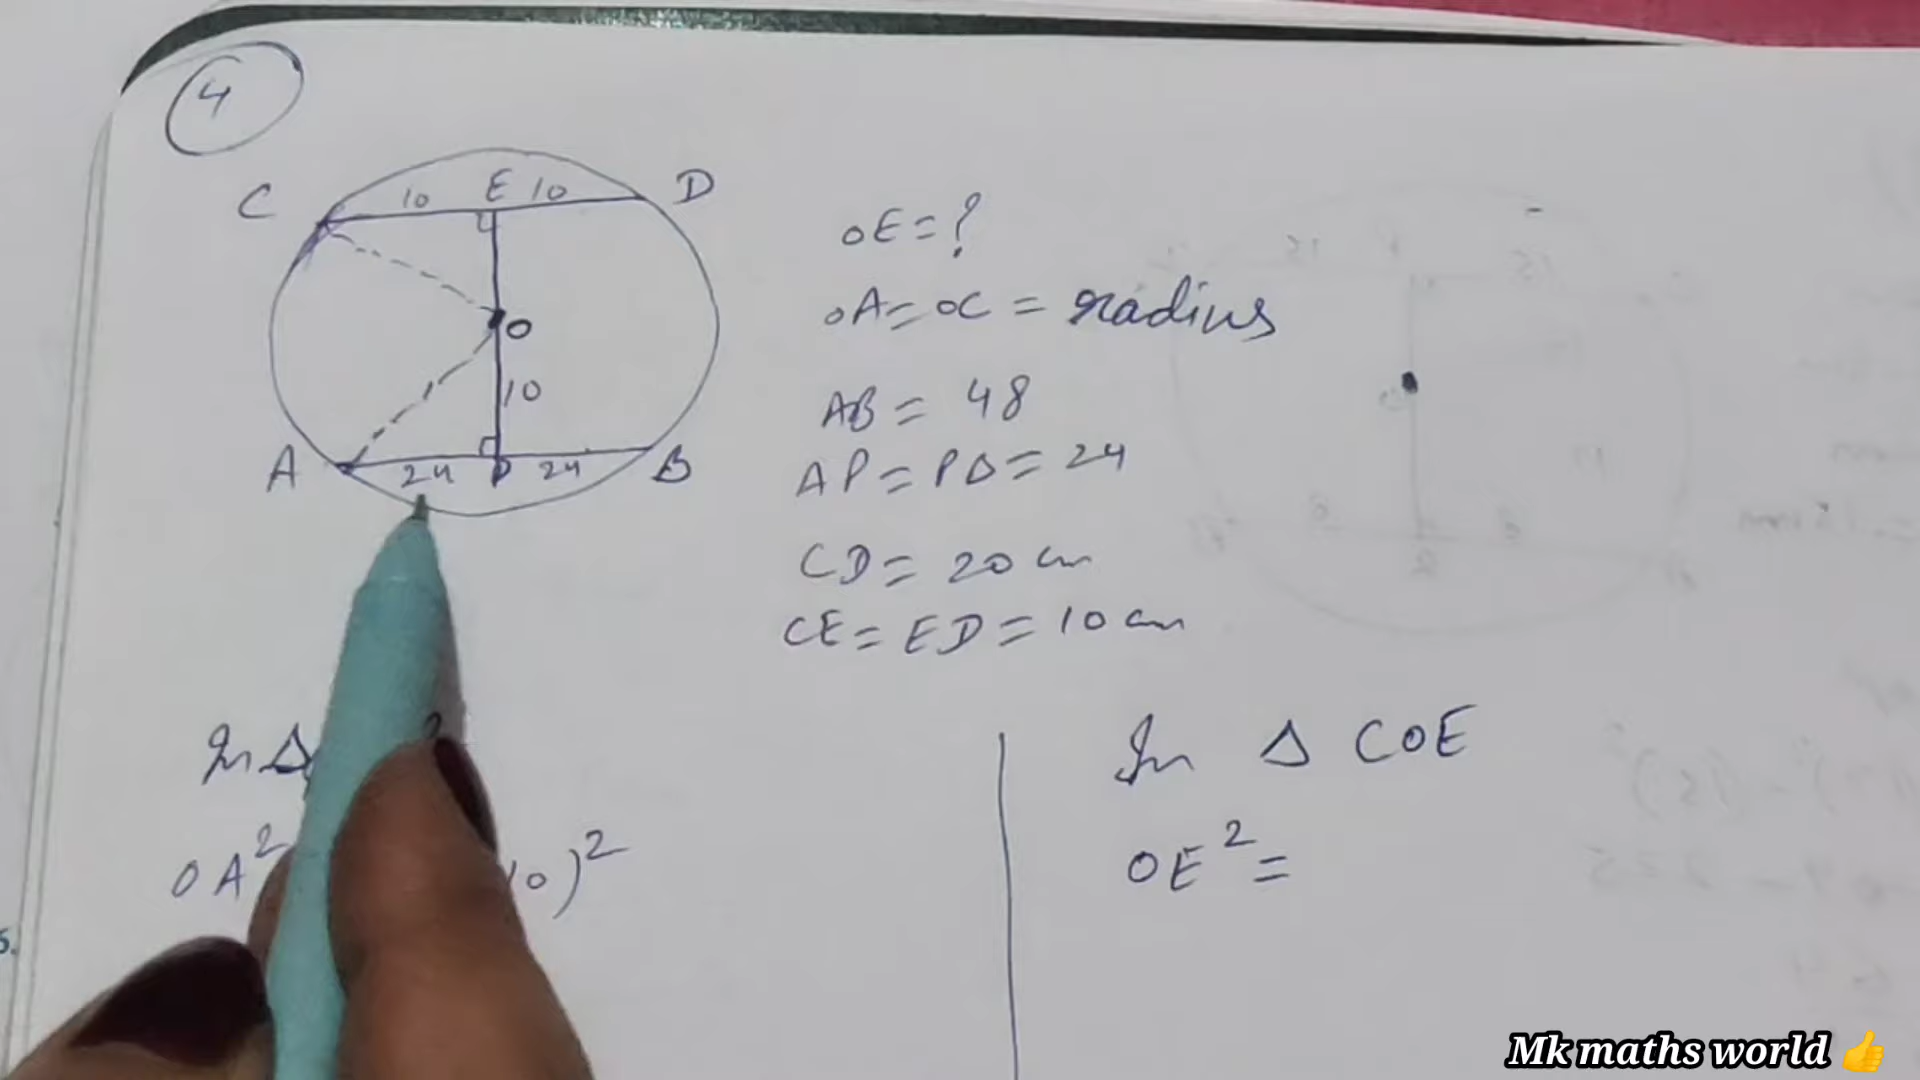 4
C 10 E 10 D
O
10
A 24 P 24 B
OE = ?
OA = OC = radius
AB = 48
AP = PB = 24
CD = 20 cm
CE = ED = 10 cm
In Δ
OA² 10)²
In Δ COE
OE² =
5.
Mk maths world 👍